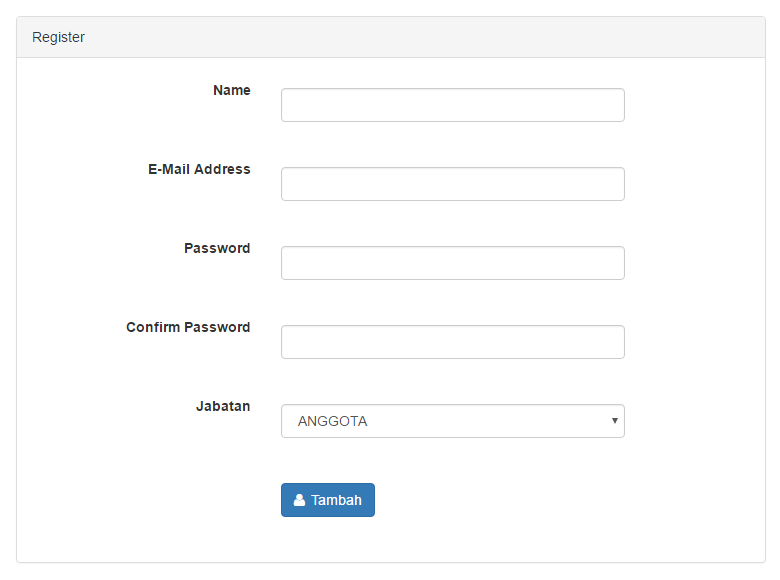 Register
Name
E-Mail Address
Password
Confirm Password
Jabatan
ANGGOTA
Tambah